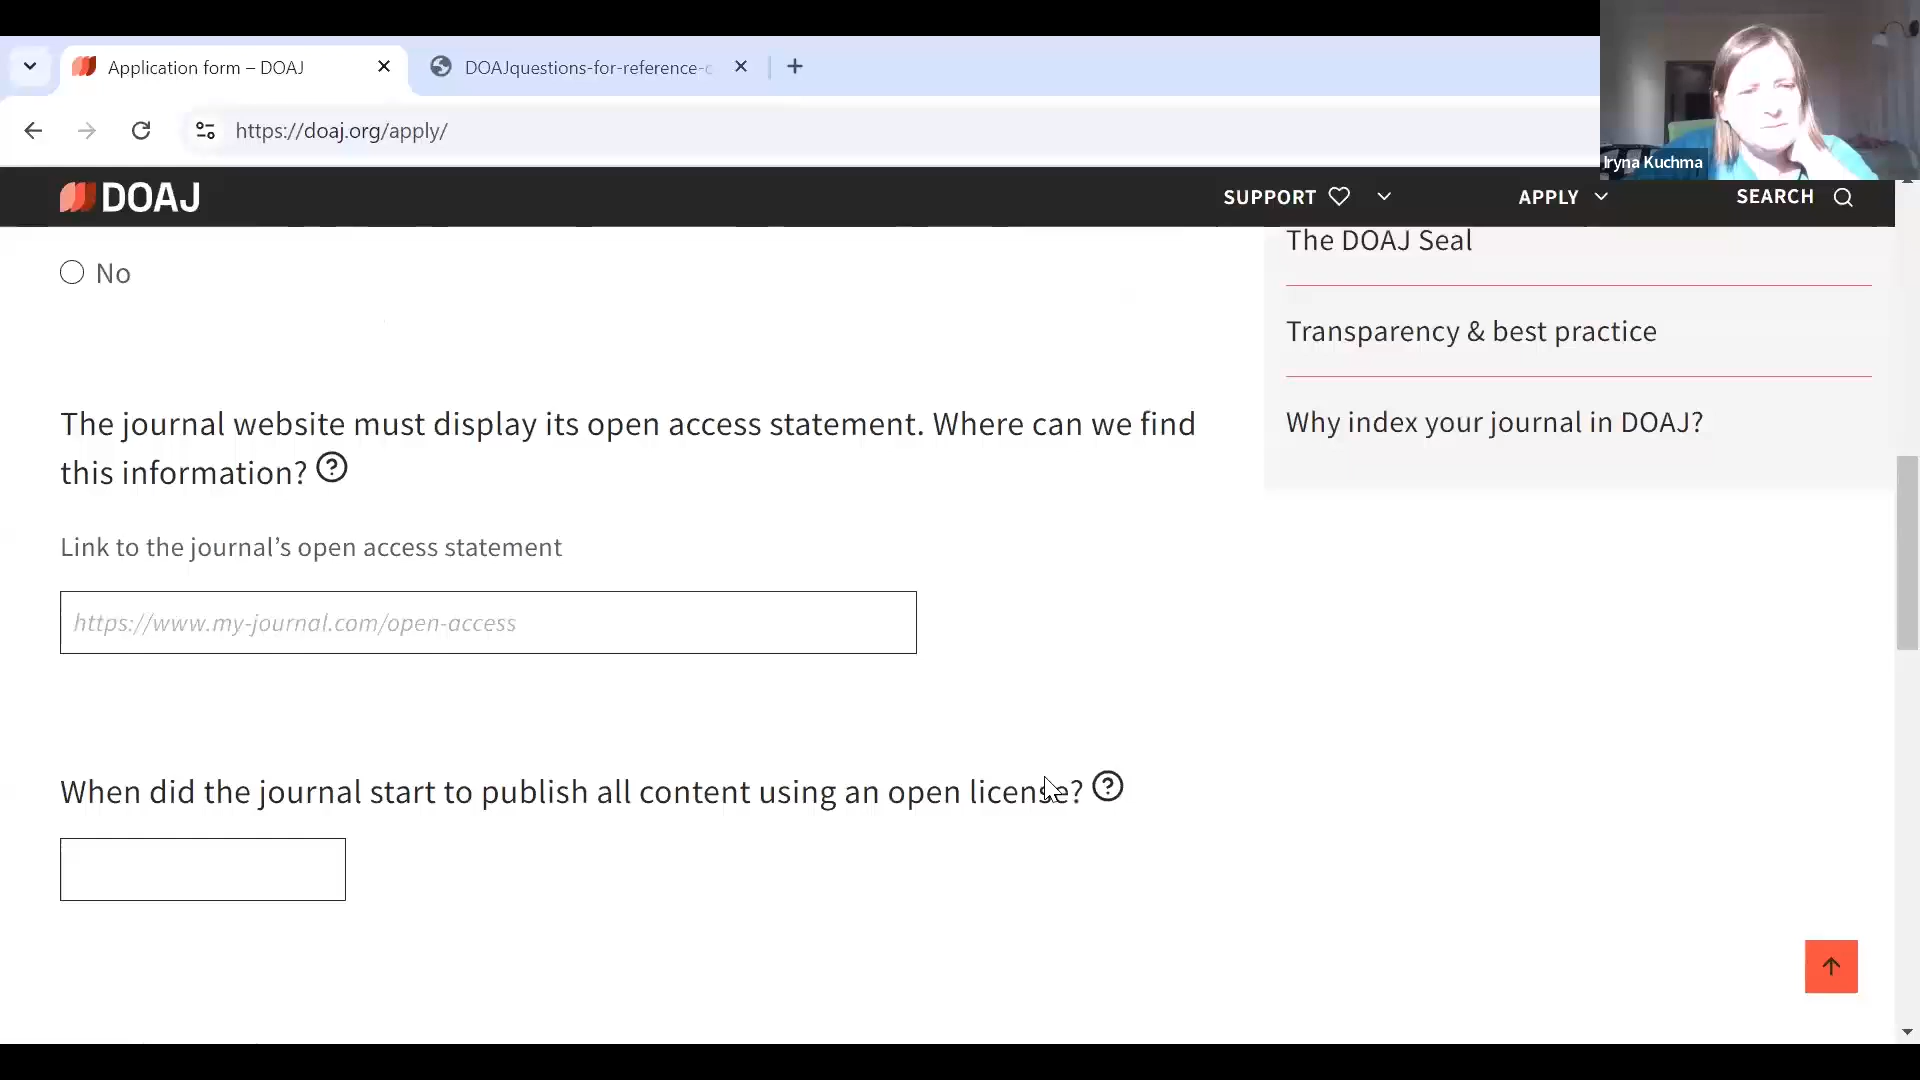 Application form – DOAJ
DOAJquestions-for-reference-
https://doaj.org/apply/
Iryna Kuchma
DOAJ
SUPPORT
APPLY
SEARCH
The DOAJ Seal
No
Transparency & best practice
The journal website must display its open access statement. Where can we find
this information?
Why index your journal in DOAJ?
Link to the journal’s open access statement
https://www.my-journal.com/open-access
When did the journal start to publish all content using an open license?